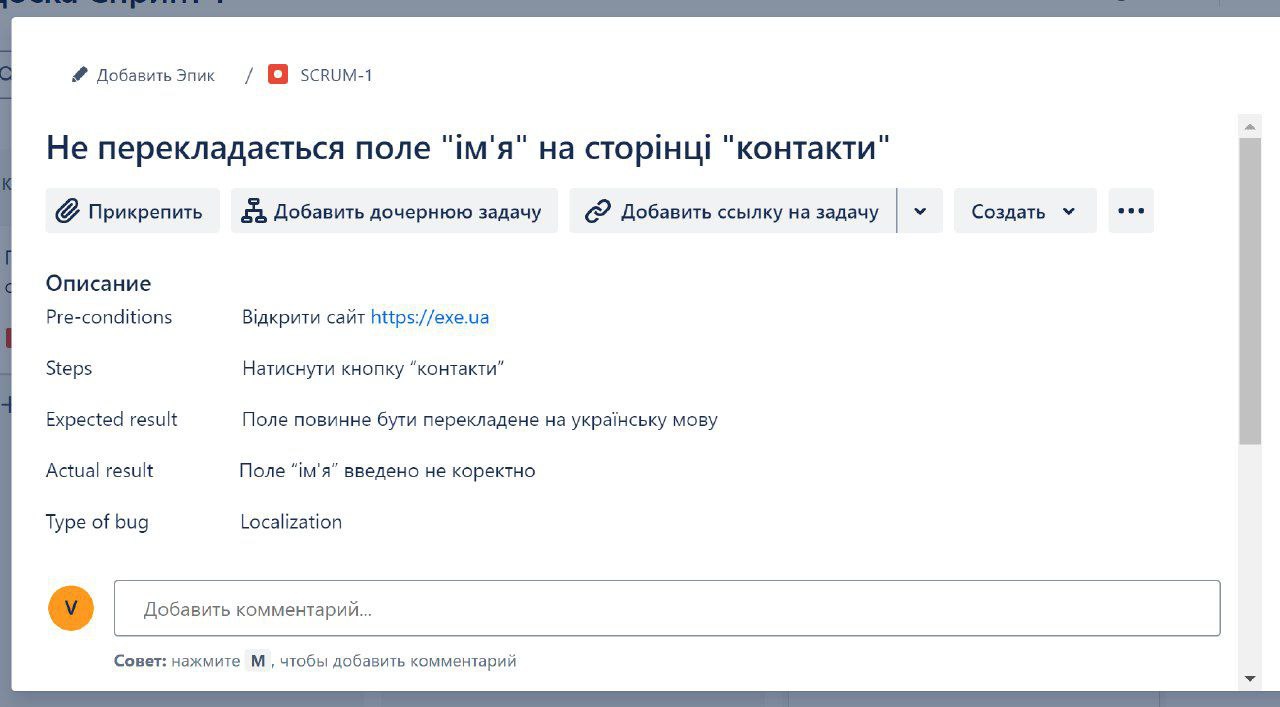 Добавить Эпик / SCRUM-1
Не перекладається поле "ім'я" на сторінці "контакти"
Прикрепить Добавить дочернюю задачу Добавить ссылку на задачу Создать
Описание
Pre-conditions Відкрити сайт https://exe.ua
Steps Натиснути кнопку “контакти”
Expected result Поле повинне бути перекладене на українську мову
Actual result Поле “ім'я” введено не коректно
Type of bug Localization
V Добавить комментарий...
Совет: нажмите M, чтобы добавить комментарий